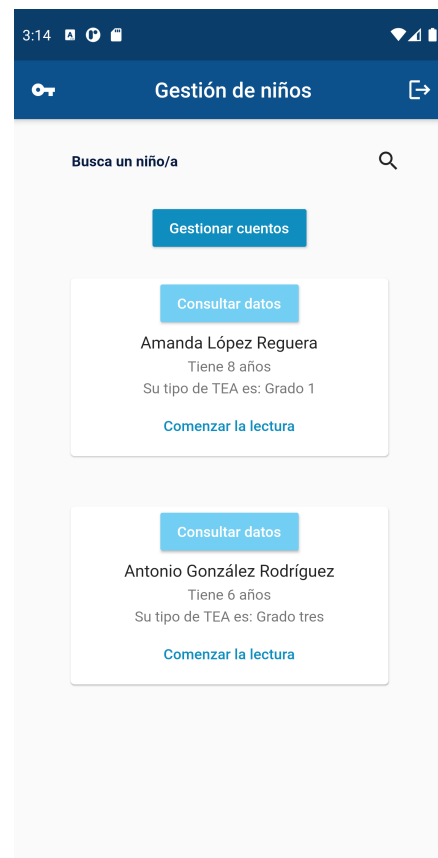 3:14
Gestión de niños
Busca un niño/a
Gestionar cuentos
Consultar datos
Amanda López Reguera
Tiene 8 años
Su tipo de TEA es: Grado 1
Comenzar la lectura
Consultar datos
Antonio González Rodríguez
Tiene 6 años
Su tipo de TEA es: Grado tres
Comenzar la lectura